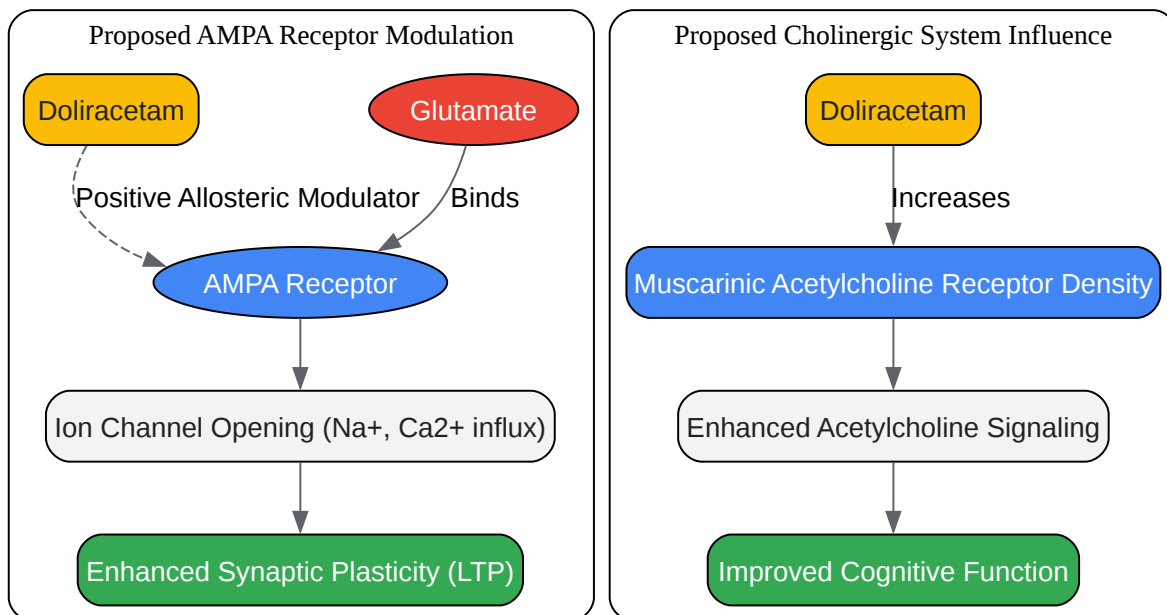 Proposed AMPA Receptor Modulation
Doliracetam
Glutamate
Positive Allosteric Modulator
Binds
AMPA Receptor
Ion Channel Opening (Na+, Ca2+ influx)
Enhanced Synaptic Plasticity (LTP)
Proposed Cholinergic System Influence
Doliracetam
Increases
Muscarinic Acetylcholine Receptor Density
Enhanced Acetylcholine Signaling
Improved Cognitive Function